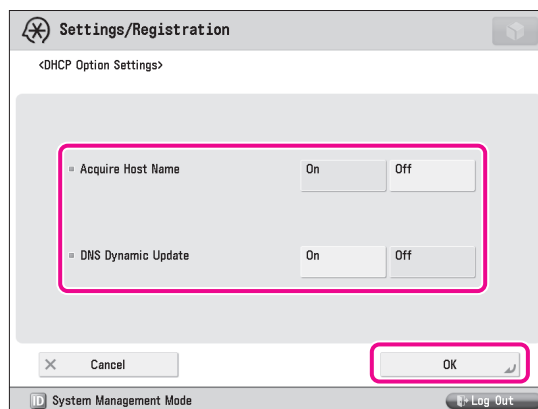 Settings/Registration
<DHCP Option Settings>
Acquire Host Name On Off
DNS Dynamic Update On Off
Cancel OK
ID System Management Mode Log Out